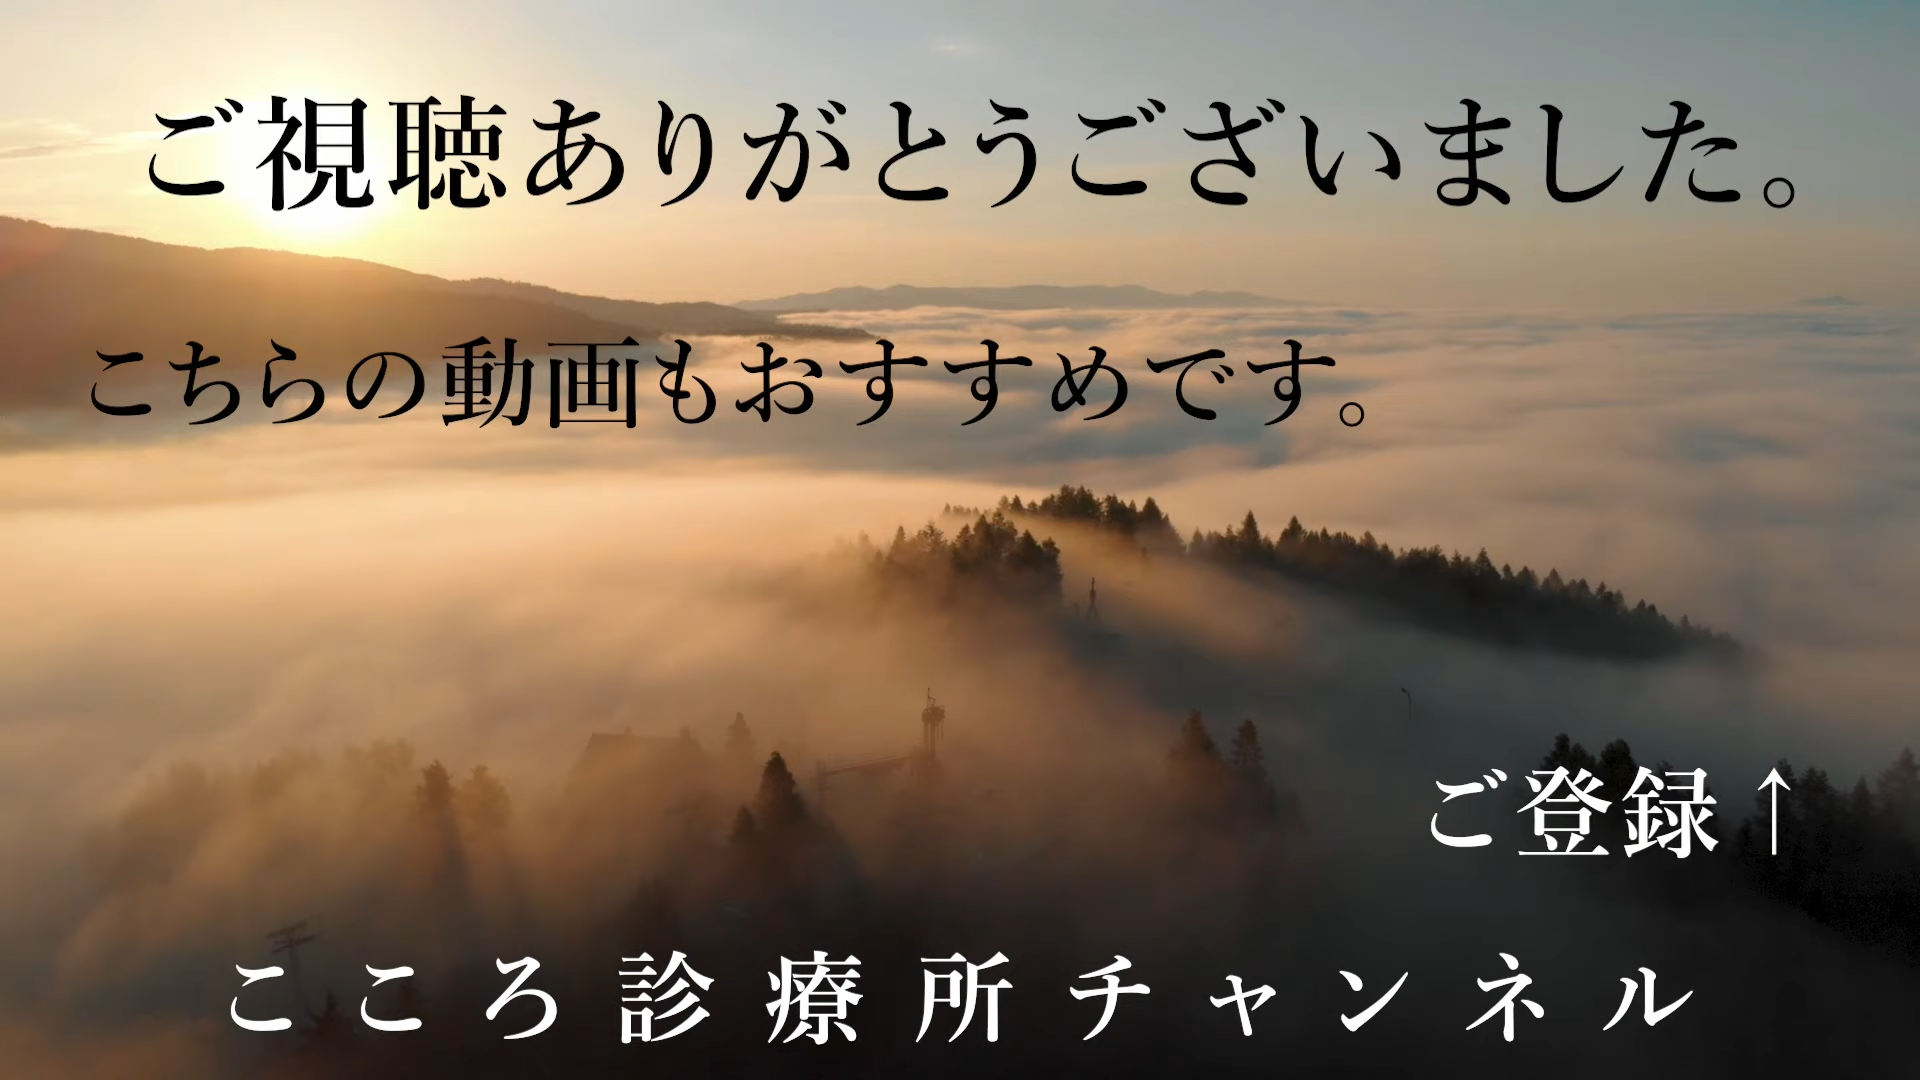 ご視聴ありがとうございました。
こちらの動画もおすすめです。
ご登録↑
こころ診療所チャンネル